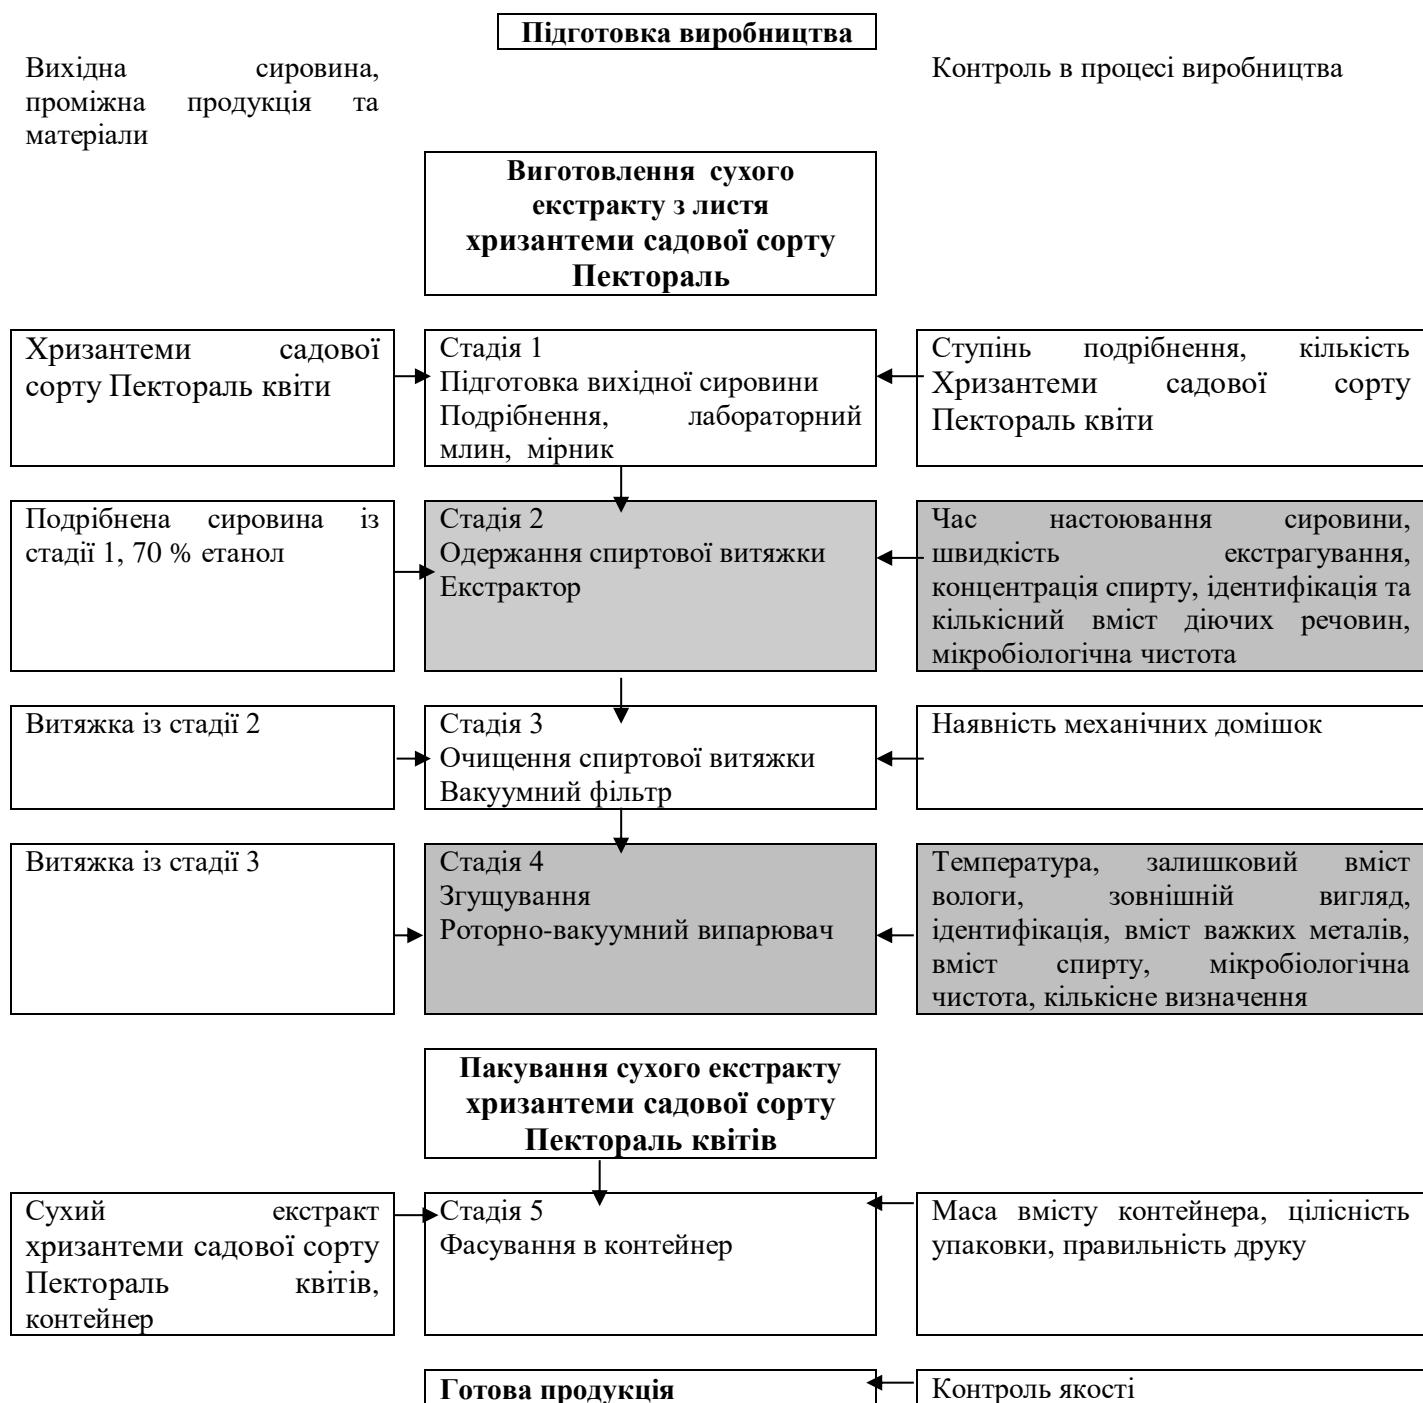 Підготовка виробництва
Вихідна сировина,
проміжна продукція та
матеріали
Контроль в процесі виробництва
Виготовлення сухого
екстракту з листя
хризантеми садової сорту
Пектораль
Хризантеми садової
сорту Пектораль квіти
Стадія 1
Підготовка вихідної сировини
Подрібнення, лабораторний
млин, мірник
Ступінь подрібнення, кількість
Хризантеми садової сорту
Пектораль квіти
Подрібнена сировина із
стадії 1, 70 % етанол
Стадія 2
Одержання спиртової витяжки
Екстрактор
Час настоювання сировини,
швидкість екстрагування,
концентрація спирту, ідентифікація та
кількісний вміст діючих речовин,
мікробіологічна чистота
Витяжка із стадії 2
Стадія 3
Очищення спиртової витяжки
Вакуумний фільтр
Наявність механічних домішок
Витяжка із стадії 3
Стадія 4
Згущування
Роторно-вакуумний випарювач
Температура, залишковий вміст
вологи, зовнішній вигляд,
ідентифікація, вміст важких металів,
вміст спирту, мікробіологічна
чистота, кількісне визначення
Пакування сухого екстракту
хризантеми садової сорту
Пектораль квітів
Сухий екстракт
хризантеми садової сорту
Пектораль квітів,
контейнер
Стадія 5
Фасування в контейнер
Маса вмісту контейнера, цілісність
упаковки, правильність друку
Готова продукція
Контроль якості